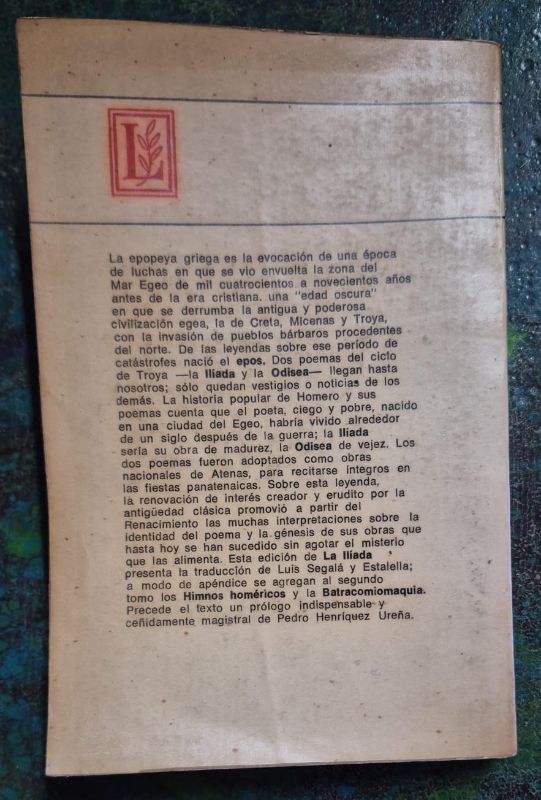 L
La epopeya griega es la evocación de una época
de luchas en que se vio envuelta la zona del
Mar Egeo de mil cuatrocientos a novecientos años
antes de la era cristiana. una "edad oscura"
en que se derrumba la antigua y poderosa
civilización egea, la de Creta, Micenas y Troya,
con la invasión de pueblos bárbaros procedentes
del norte. De las leyendas sobre ese período de
catástrofes nació el epos. Dos poemas del ciclo
de Troya —la Ilíada y la Odisea— llegan hasta
nosotros; sólo quedan vestigios o noticias de los
demás. La historia popular de Homero y sus
poemas cuenta que el poeta, ciego y pobre, nacido
en una ciudad del Egeo, habría vivido alrededor
de un siglo después de la guerra; la Ilíada
sería su obra de madurez, la Odisea de vejez. Los
dos poemas fueron adoptados como obras
nacionales de Atenas, para recitarse íntegros en
las fiestas panatenaicas. Sobre esta leyenda,
la renovación de interés creador y erudito por la
antigüedad clásica promovió a partir del
Renacimiento las muchas interpretaciones sobre la
identidad del poema y la génesis de sus obras que
hasta hoy se han sucedido sin agotar el misterio
que las alimenta. Esta edición de La Ilíada
presenta la traducción de Luis Segalá y Estalella;
a modo de apéndice se agregan al segundo
tomo los Himnos homéricos y la Batracomiomaquia.
Precede el texto un prólogo indispensable y
ceñidamente magistral de Pedro Henríquez Ureña.